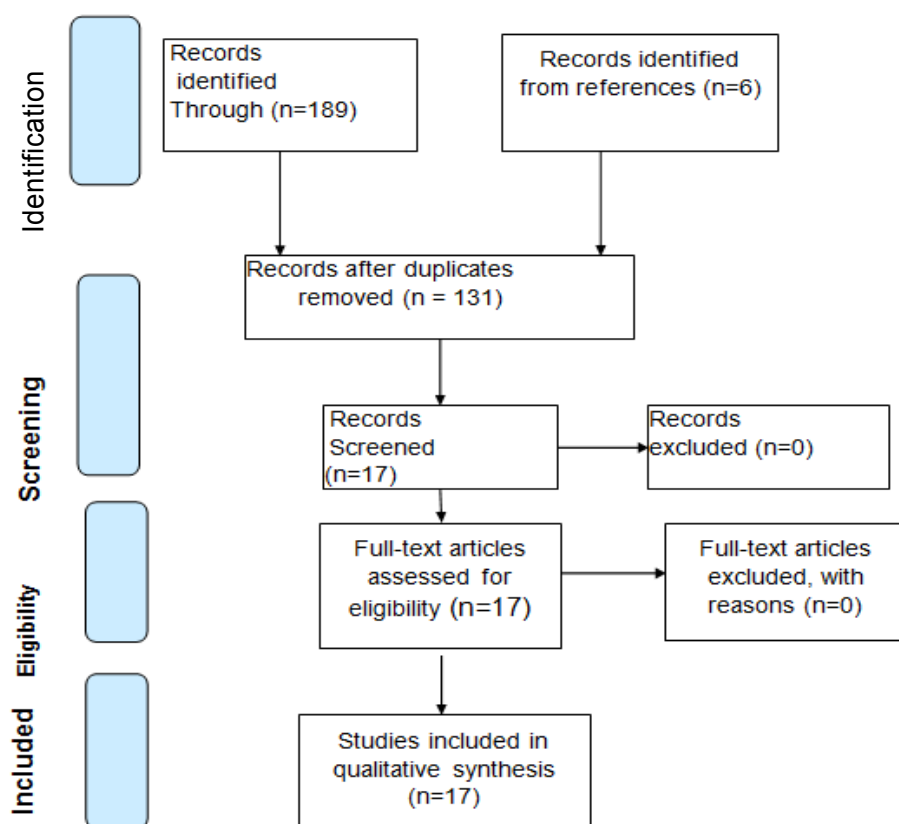 Identification
Records
identified
Through (n=189)
Records identified
from references (n=6)
Records after duplicates
removed (n = 131)
Screening
Records
Screened
(n=17)
Records
excluded (n=0)
Eligibility
Full-text articles
assessed for
eligibility (n=17)
Full-text articles
excluded, with
reasons (n=0)
Included
Studies included in
qualitative synthesis
(n=17)